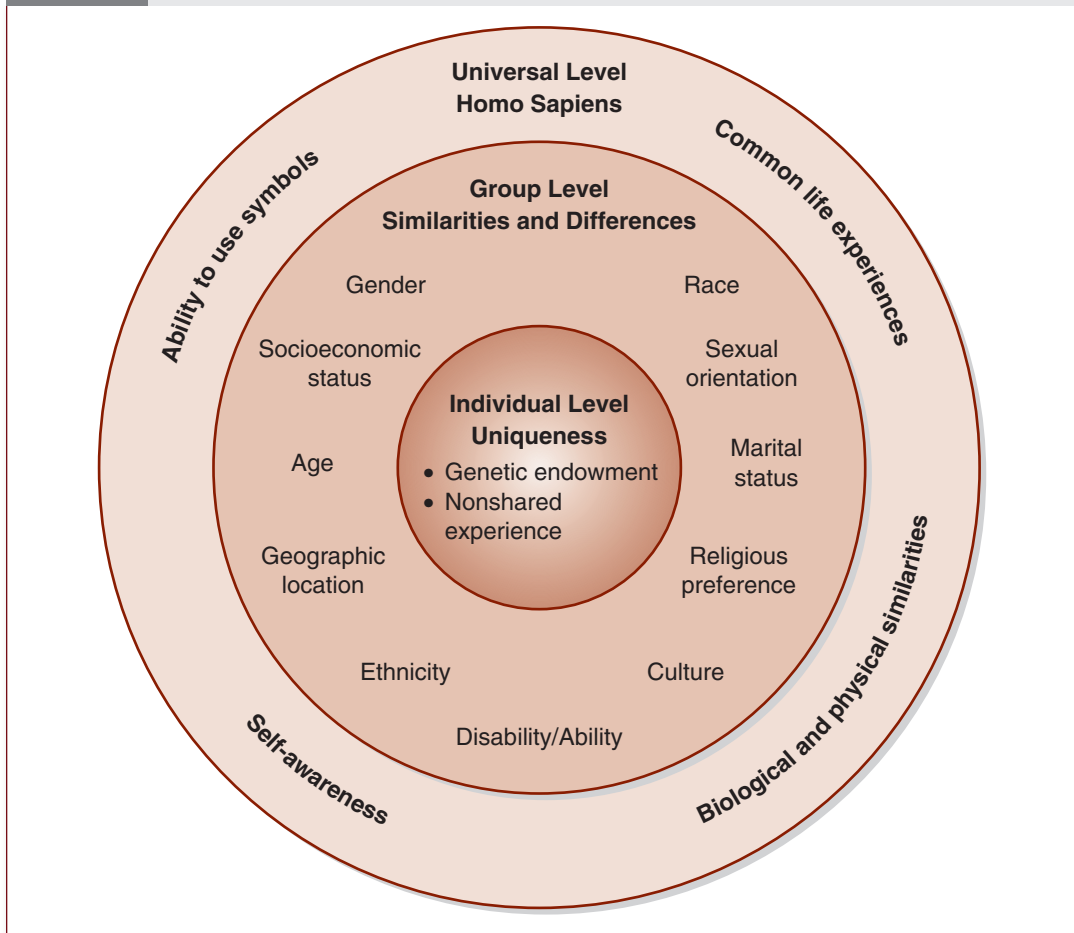 Universal Level
Homo Sapiens
Ability to use symbols
Common life experiences
Group Level
Similarities and Differences
Gender
Race
Socioeconomic
status
Sexual
orientation
Individual Level
Uniqueness
• Genetic endowment
• Nonshared
experience
Age
Marital
status
Geographic
location
Religious
preference
Ethnicity
Culture
Disability/Ability
Self-awareness
Biological and physical similarities